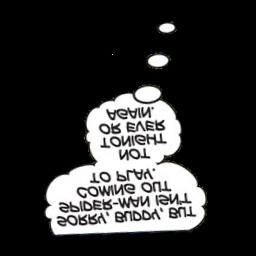 SORRY, BUDDY, BUT
SPIDER-MAN ISN'T
COMING OUT
TO PLAY.
NOT
TONIGHT
OR EVER
AGAIN.